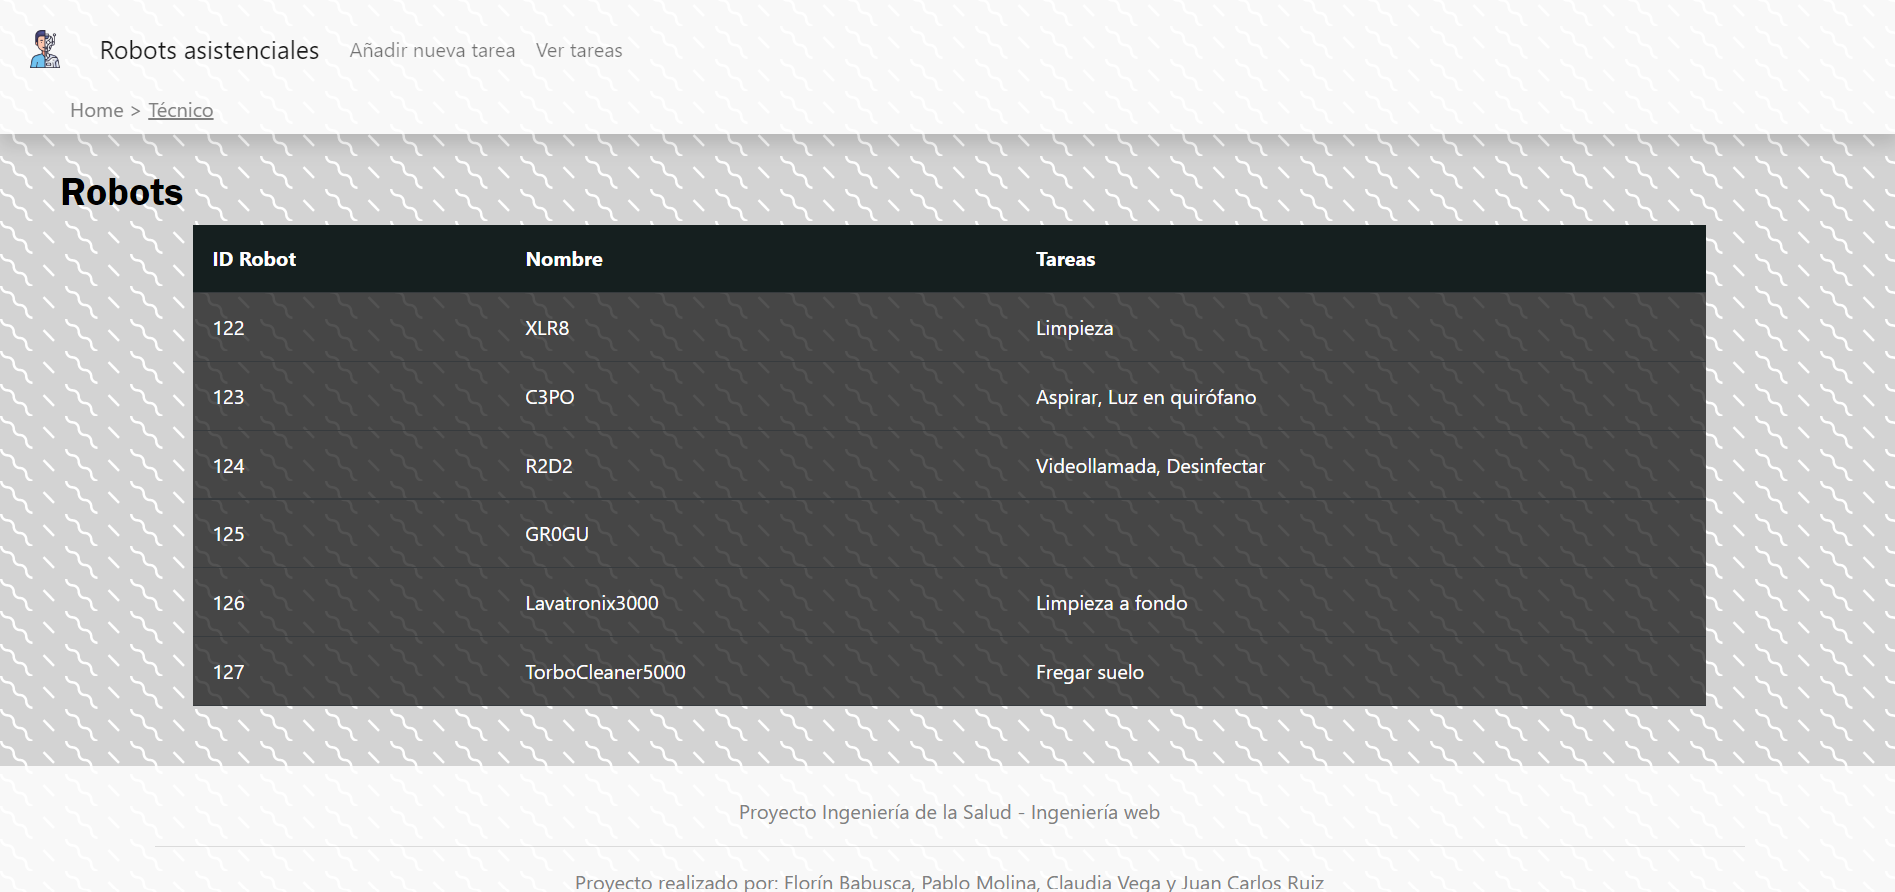 Robots asistenciales Añadir nueva tarea Ver tareas
Home > Técnico
Robots
ID Robot Nombre Tareas
122 XLR8 Limpieza
123 C3PO Aspirar, Luz en quirófano
124 R2D2 Videollamada, Desinfectar
125 GR0GU
126 Lavatronix3000 Limpieza a fondo
127 TorboCleaner5000 Fregar suelo
Proyecto Ingeniería de la Salud - Ingeniería web
Proyecto realizado por: Florín Babusca, Pablo Molina, Claudia Vega y Juan Carlos Ruiz